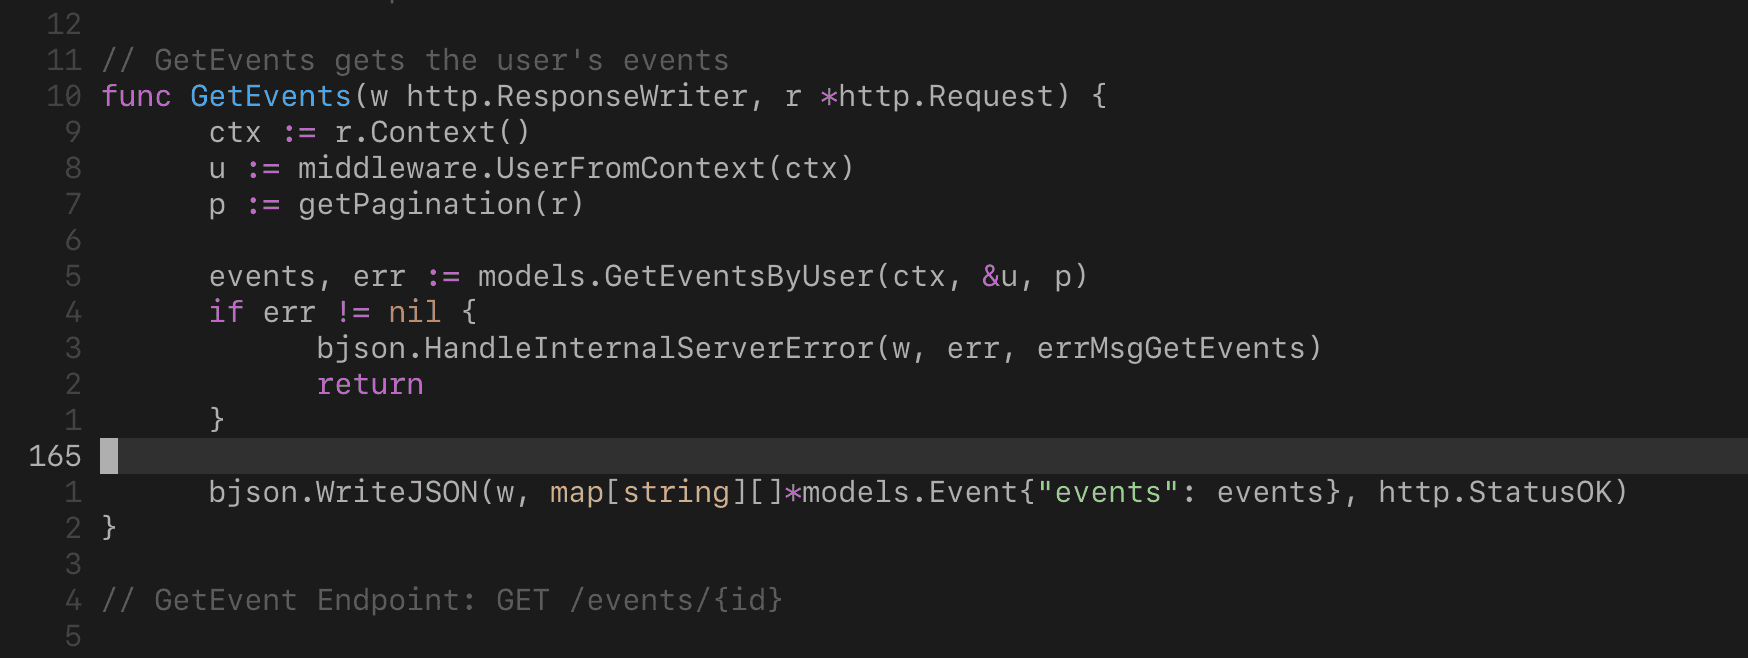 12
11 // GetEvents gets the user's events
10 func GetEvents(w http.ResponseWriter, r *http.Request) {
9 ctx := r.Context()
8 u := middleware.UserFromContext(ctx)
7 p := getPagination(r)
6
5 events, err := models.GetEventsByUser(ctx, &u, p)
4 if err != nil {
3 bjson.HandleInternalServerError(w, err, errMsgGetEvents)
2 return
1 }
165
1 bjson.WriteJSON(w, map[string][]*models.Event{"events": events}, http.StatusOK)
2 }
3
4 // GetEvent Endpoint: GET /events/{id}
5